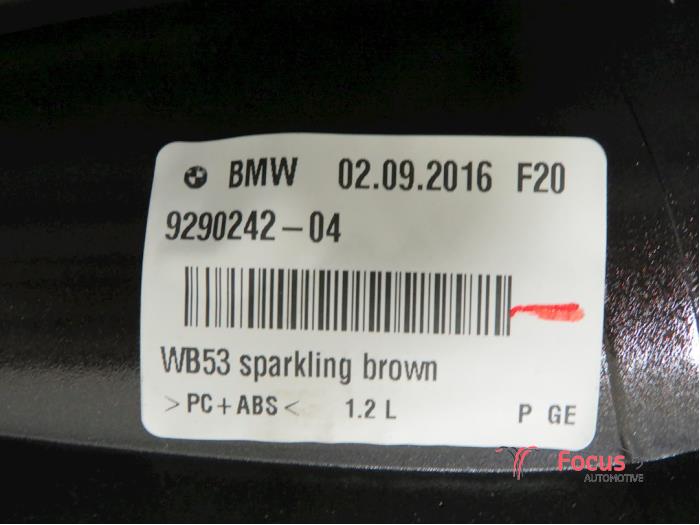 BMW 02.09.2016 F20
9290242-04
WB53 sparkling brown
>PC+ABS< 1.2 L P GE
Focus
AUTOMOTIVE